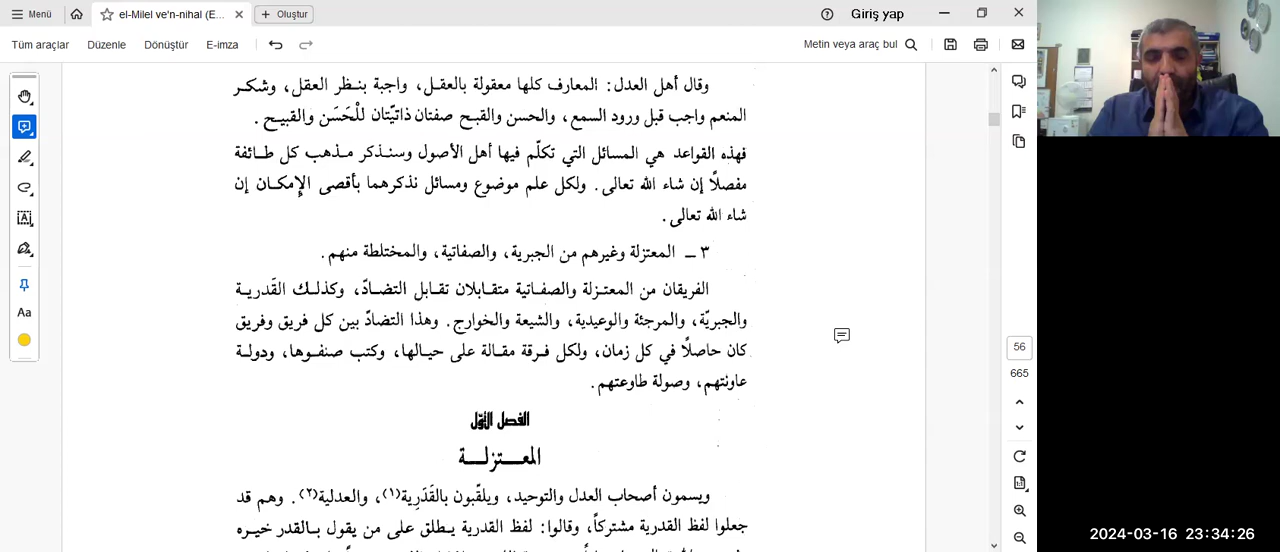 Menü
el-Milel ve'n-nihal (E...
Oluştur
Giriş yap
Tüm araçlar
Düzenle
Dönüştür
E-imza
Metin veya araç bul
وقال أهل العدل: المعارف كلها معقولة بالعقل، واجبة بنظر العقل، وشكر
المنعم واجب قبل ورود السمع، والحسن والقبح صفتان ذاتيّتان للْحَسَن والقبيح.
فهذه القواعد هي المسائل التي تكلّم فيها أهل الأصول وسنذكر مذهب كل طائفة
مفصلًا إن شاء الله تعالى. ولكل علم موضوع ومسائل نذكرهما بأقصى الإمكان إن
شاء الله تعالى.
٣ ـ المعتزلة وغيرهم من الجبرية، والصفاتية، والمختلطة منهم.
الفريقان من المعتزلة والصفاتية متقابلان تقابل التضادّ، وكذلك القَدرية
والجبريّة، والمرجئة والوعيدية، والشيعة والخوارج. وهذا التضادّ بين كل فريق وفريق
كان حاصلًا في كل زمان، ولكل فرقة مقالة على حيالها، وكتب صنفوها، ودولة
عاونتهم، وصولة طاوعتهم.
الفصل الأوّل
المعتزلة
ويسمون أصحاب العدل والتوحيد، ويلقّبون بالقَدَرِية(١)، والعدلية(٢). وهم قد
جعلوا لفظ القدرية مشتركاً، وقالوا: لفظ القدرية يطلق على من يقول بالقدر خيره
Aa
56
665
2024-03-16 23:34:26